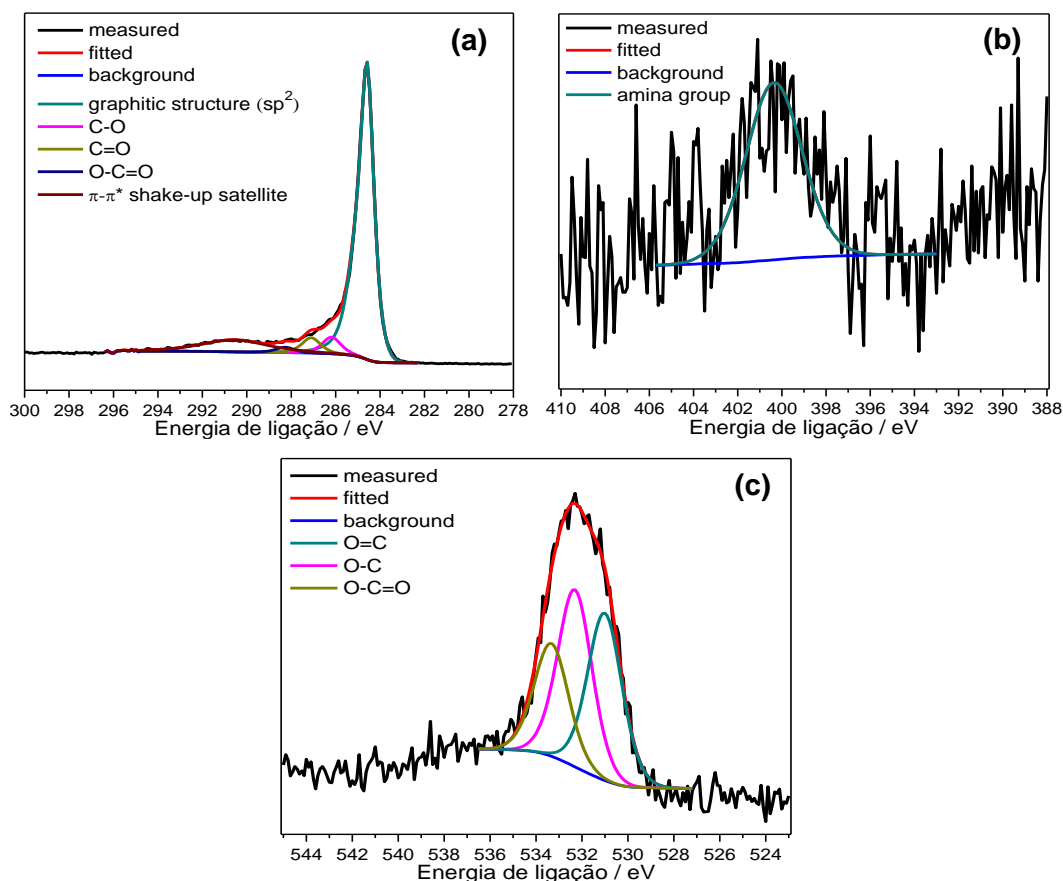 (a)
measured
fitted
background
graphitic structure (sp²)
C-O
C=O
O-C=O
π-π* shake-up satellite
300 298 296 294 292 290 288 286 284 282 280 278
Energia de ligação / eV
(b)
measured
fitted
background
amina group
410 408 406 404 402 400 398 396 394 392 390 388
Energia de ligação / eV
(c)
measured
fitted
background
O=C
O-C
O-C=O
544 542 540 538 536 534 532 530 528 526 524
Energia de ligação / eV